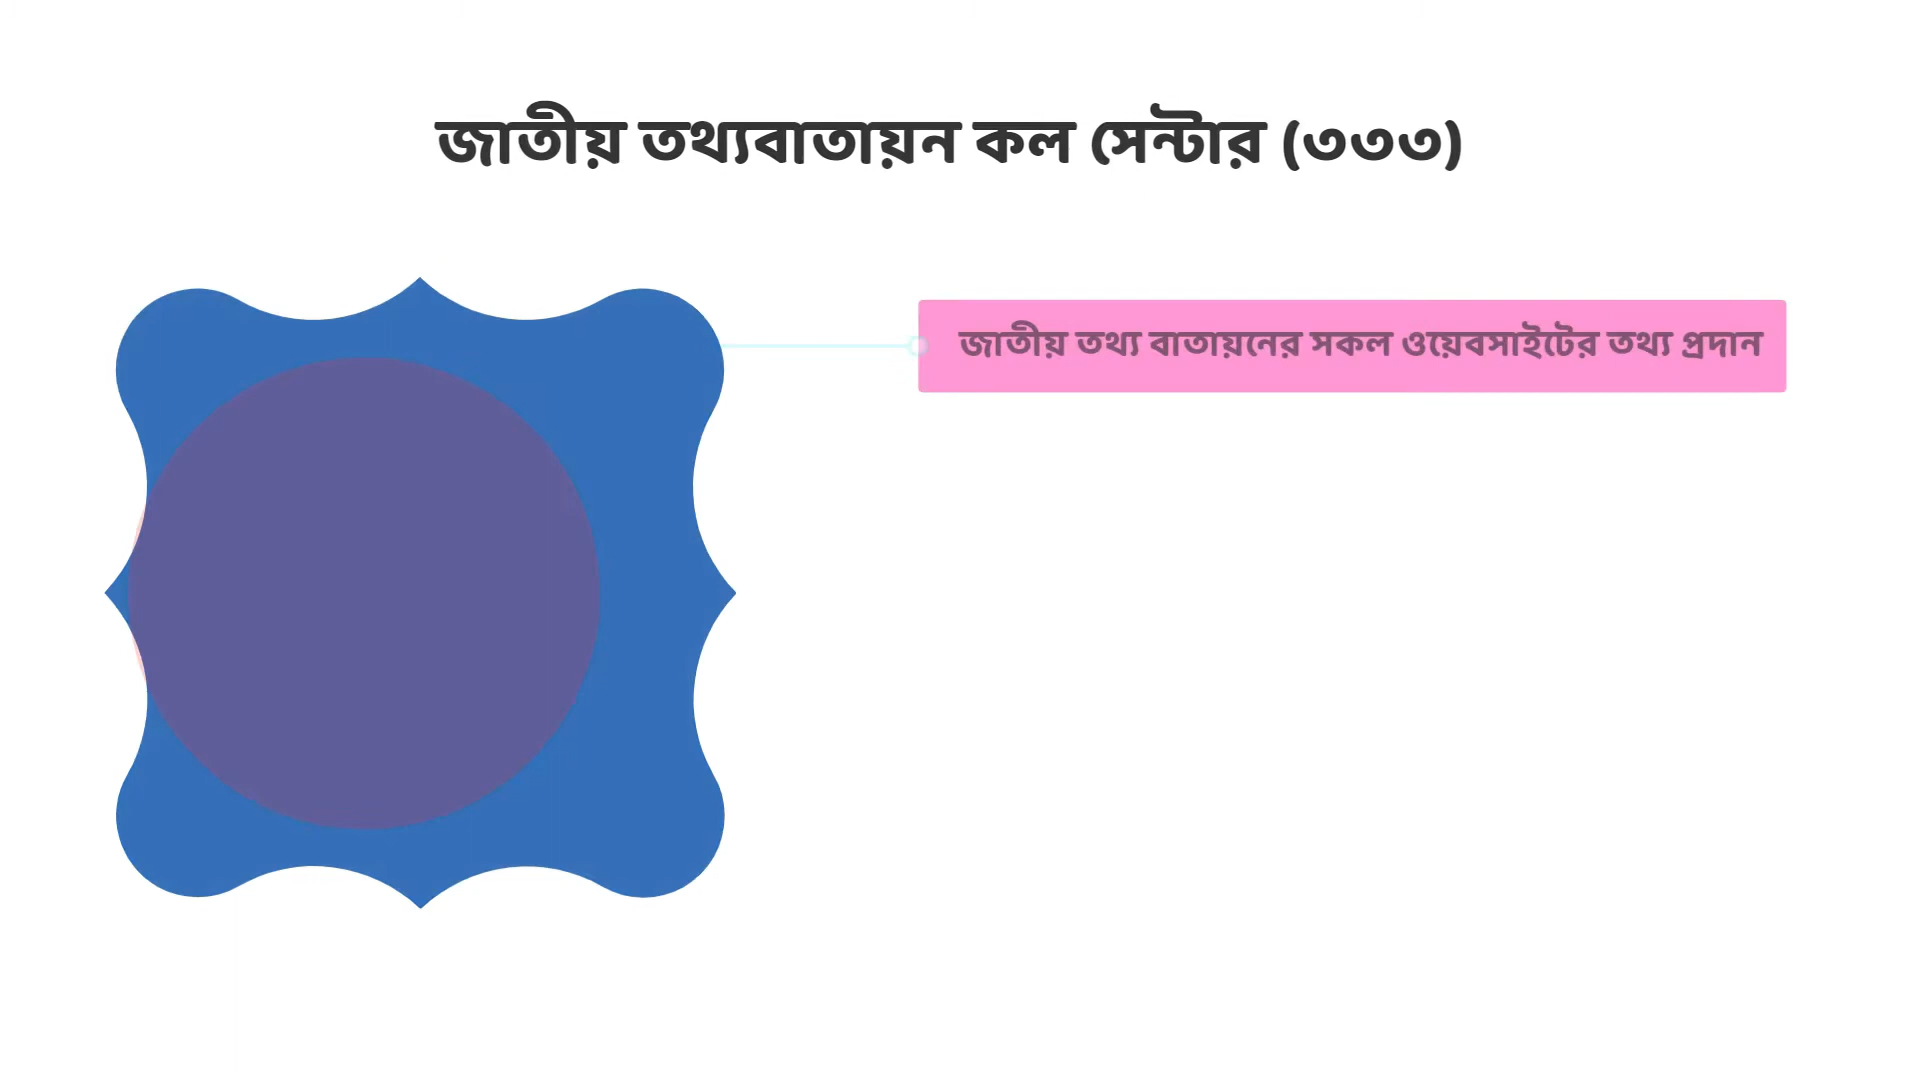 জাতীয় তথ্যবাতায়ন কল সেন্টার (৩৩৩)
জাতীয় তথ্য বাতায়নের সকল ওয়েবসাইটের তথ্য প্রদান